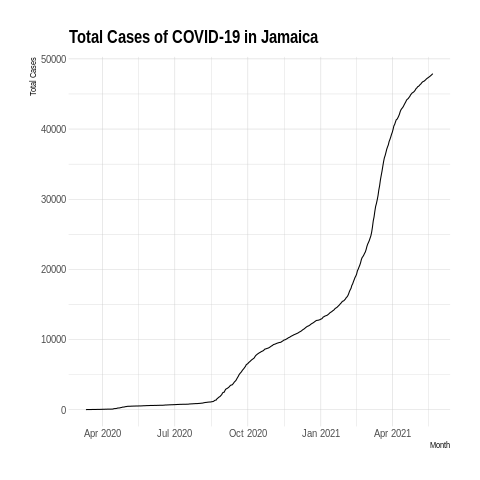 Total Cases of COVID-19 in Jamaica
Total Cases
50000
40000
30000
20000
10000
0
Apr 2020 Jul 2020 Oct 2020 Jan 2021 Apr 2021
Month